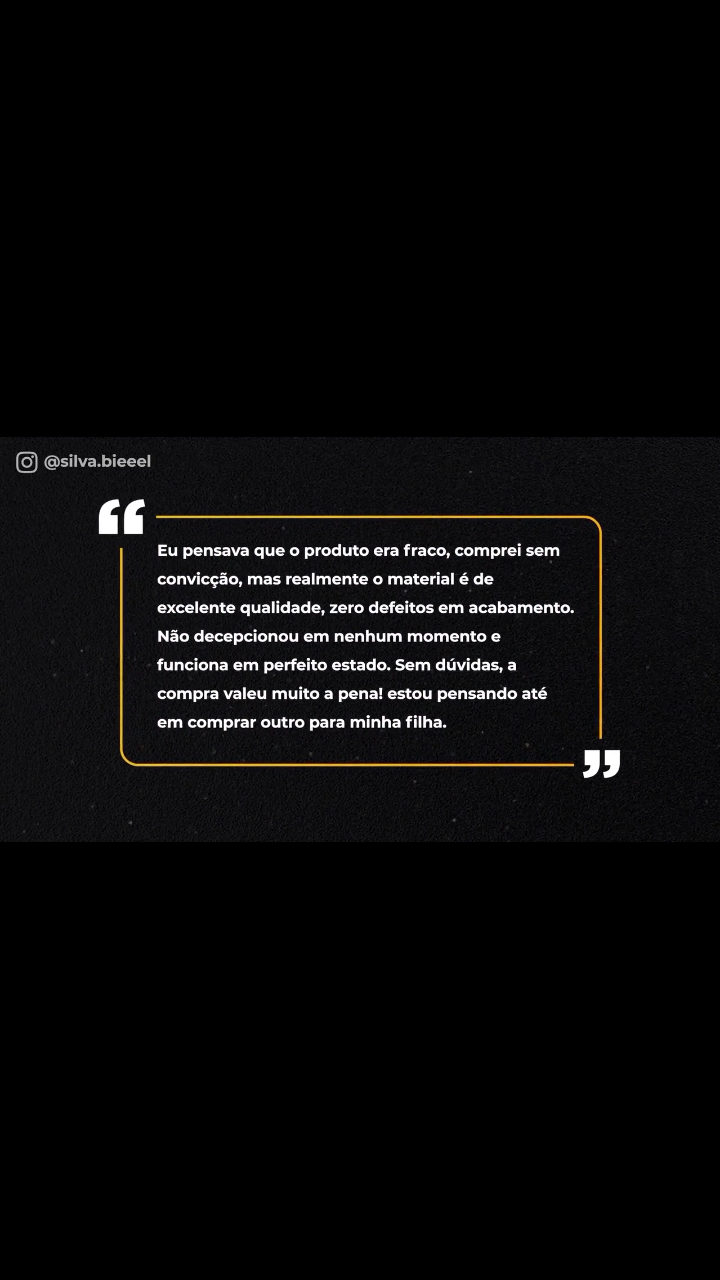 @silva.bieeel
“
Eu pensava que o produto era fraco, comprei sem
convicção, mas realmente o material é de
excelente qualidade, zero defeitos em acabamento.
Não decepcionou em nenhum momento e
funciona em perfeito estado. Sem dúvidas, a
compra valeu muito a pena! estou pensando até
em comprar outro para minha filha.
”